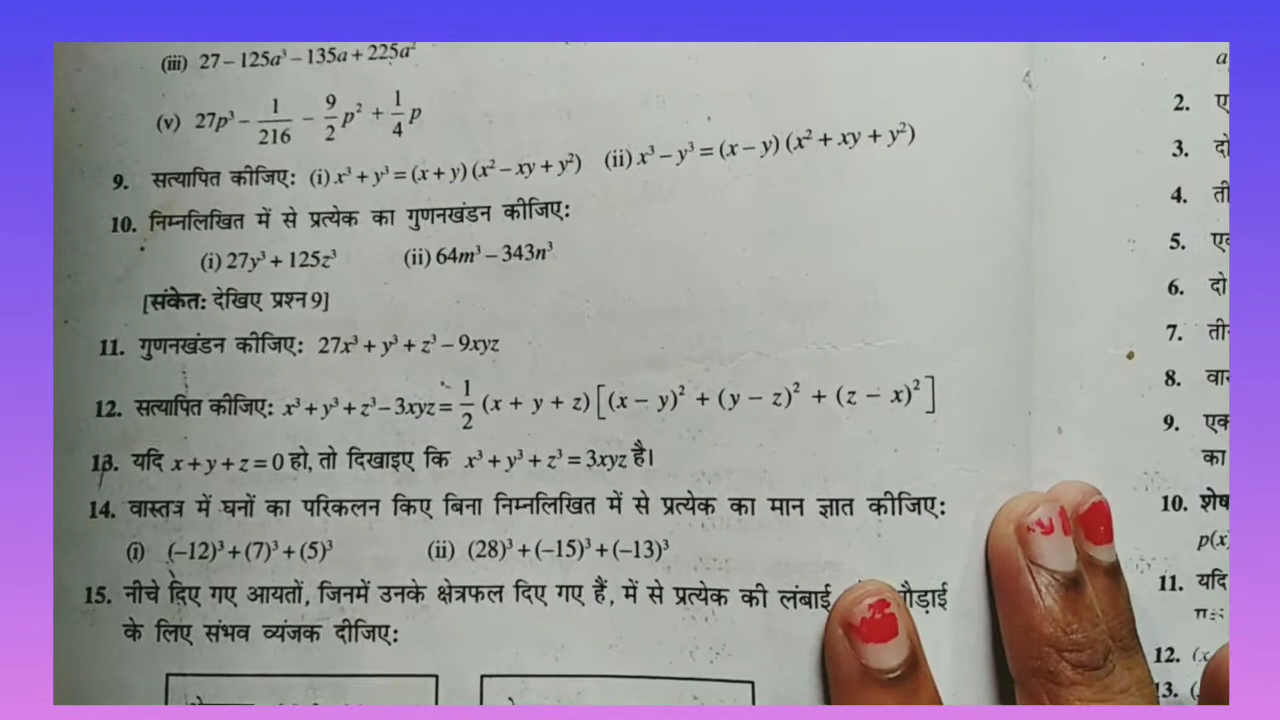 (iii) 27 – 125a³ – 135a + 225a²
(v) 27p³ – 1/216 – 9/2 p² + 1/4 p
9. सत्यापित कीजिए: (i) x³ + y³ = (x + y) (x² – xy + y²) (ii) x³ – y³ = (x – y) (x² + xy + y²)
10. निम्नलिखित में से प्रत्येक का गुणनखंडन कीजिए:
(i) 27y³ + 125z³ (ii) 64m³ – 343n³
[संकेत: देखिए प्रश्न 9]
11. गुणनखंडन कीजिए: 27x³ + y³ + z³ – 9xyz
12. सत्यापित कीजिए: x³ + y³ + z³ – 3xyz = 1/2 (x + y + z) [(x – y)² + (y – z)² + (z – x)²]
13. यदि x + y + z = 0 हो, तो दिखाइए कि x³ + y³ + z³ = 3xyz है।
14. वास्तव में घनों का परिकलन किए बिना निम्नलिखित में से प्रत्येक का मान ज्ञात कीजिए:
(i) (–12)³ + (7)³ + (5)³ (ii) (28)³ + (–15)³ + (–13)³
15. नीचे दिए गए आयतों, जिनमें उनके क्षेत्रफल दिए गए हैं, में से प्रत्येक की लंबाई
के लिए संभव व्यंजक दीजिए:
a
2.
3. दो
4. ती
5.
6. दो
7.
8.
9. एक
का
10. शेष
p(x)
11. यदि
12. (x
13. (